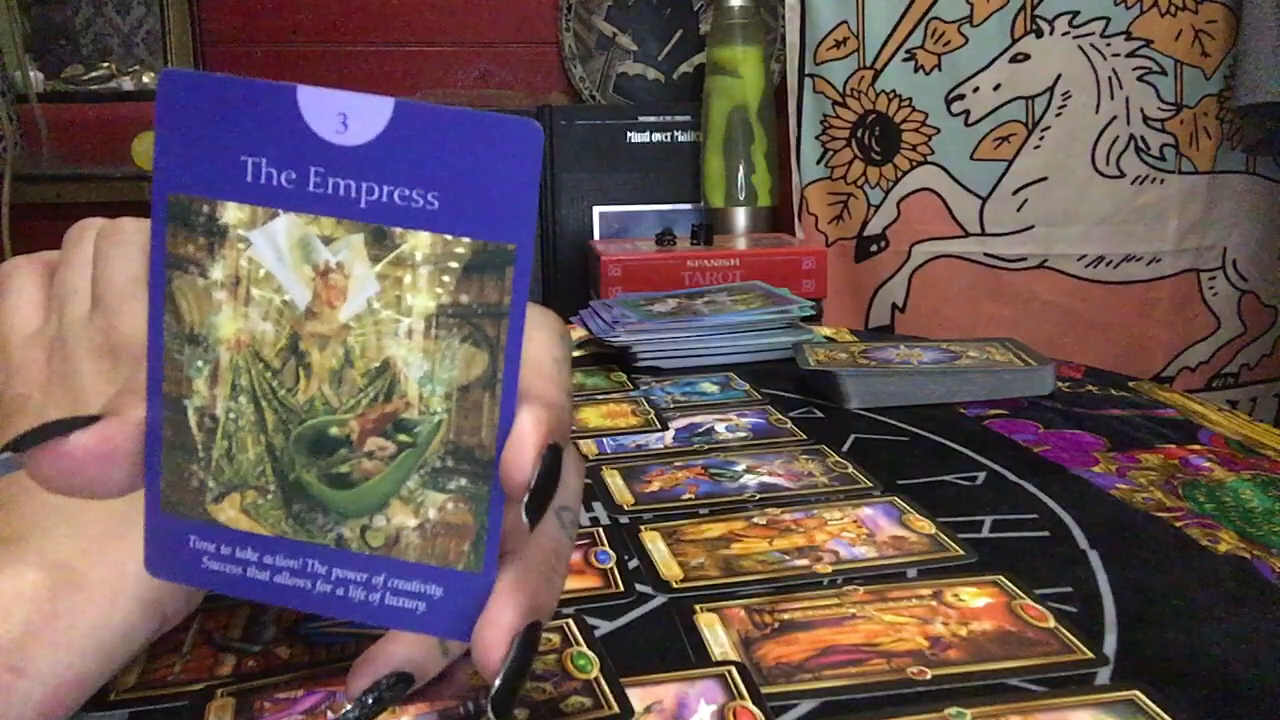 3
The Empress
Time to take action! The power of creativity.
Success that allows for a life of luxury.
Mind over Matter
SPANISH
TAROT
P
H